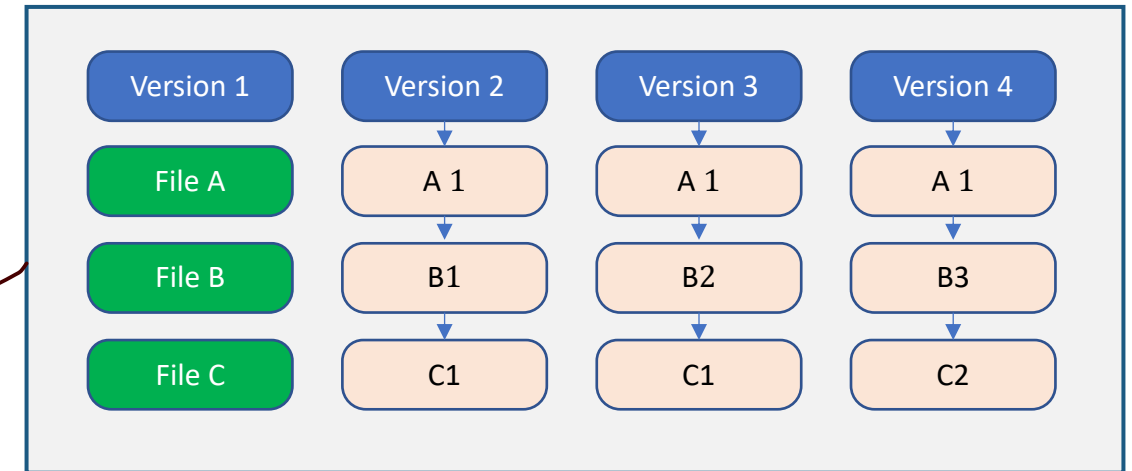 Version 1 Version 2 Version 3 Version 4
File A A 1 A 1 A 1
File B B1 B2 B3
File C C1 C1 C2